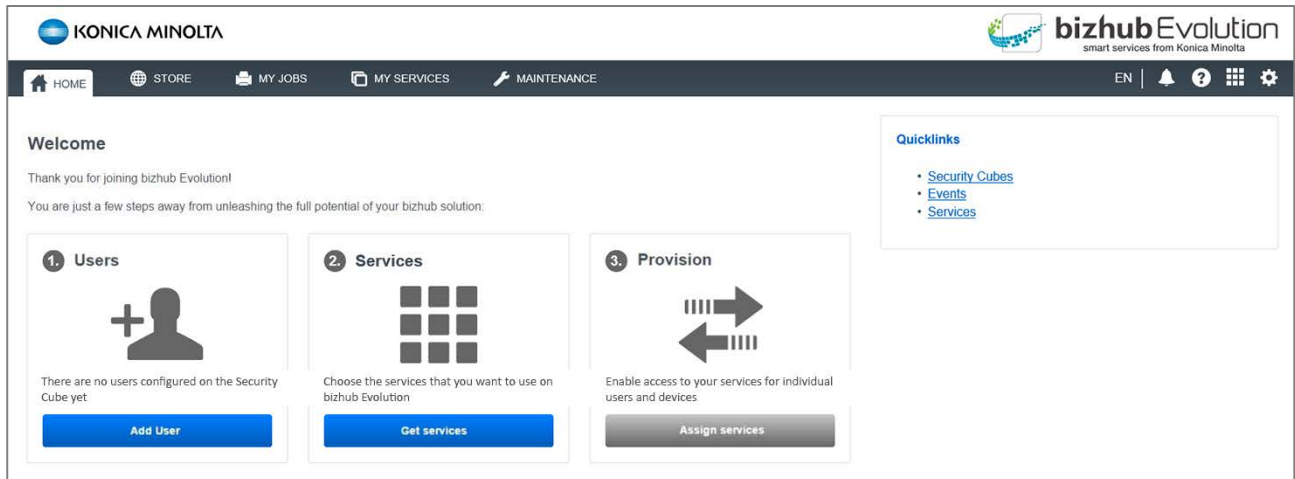 KONICA MINOLTA
bizhub Evolution
smart services from Konica Minolta
HOME STORE MY JOBS MY SERVICES MAINTENANCE EN | ?
Welcome
Thank you for joining bizhub Evolution!
You are just a few steps away from unleashing the full potential of your bizhub solution:
1. Users
There are no users configured on the Security
Cube yet
Add User
2. Services
Choose the services that you want to use on
bizhub Evolution
Get services
3. Provision
Enable access to your services for individual
users and devices
Assign services
Quicklinks
• Security Cubes
• Events
• Services